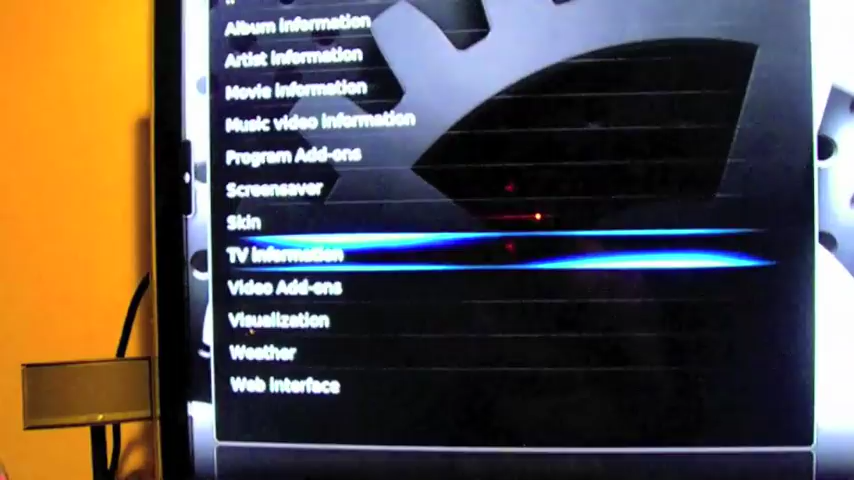 ..
Album Information
Artist Information
Movie Information
Music video Information
Program Add-ons
Screensaver
Skin
TV Information
Video Add-ons
Visualization
Weather
Web Interface